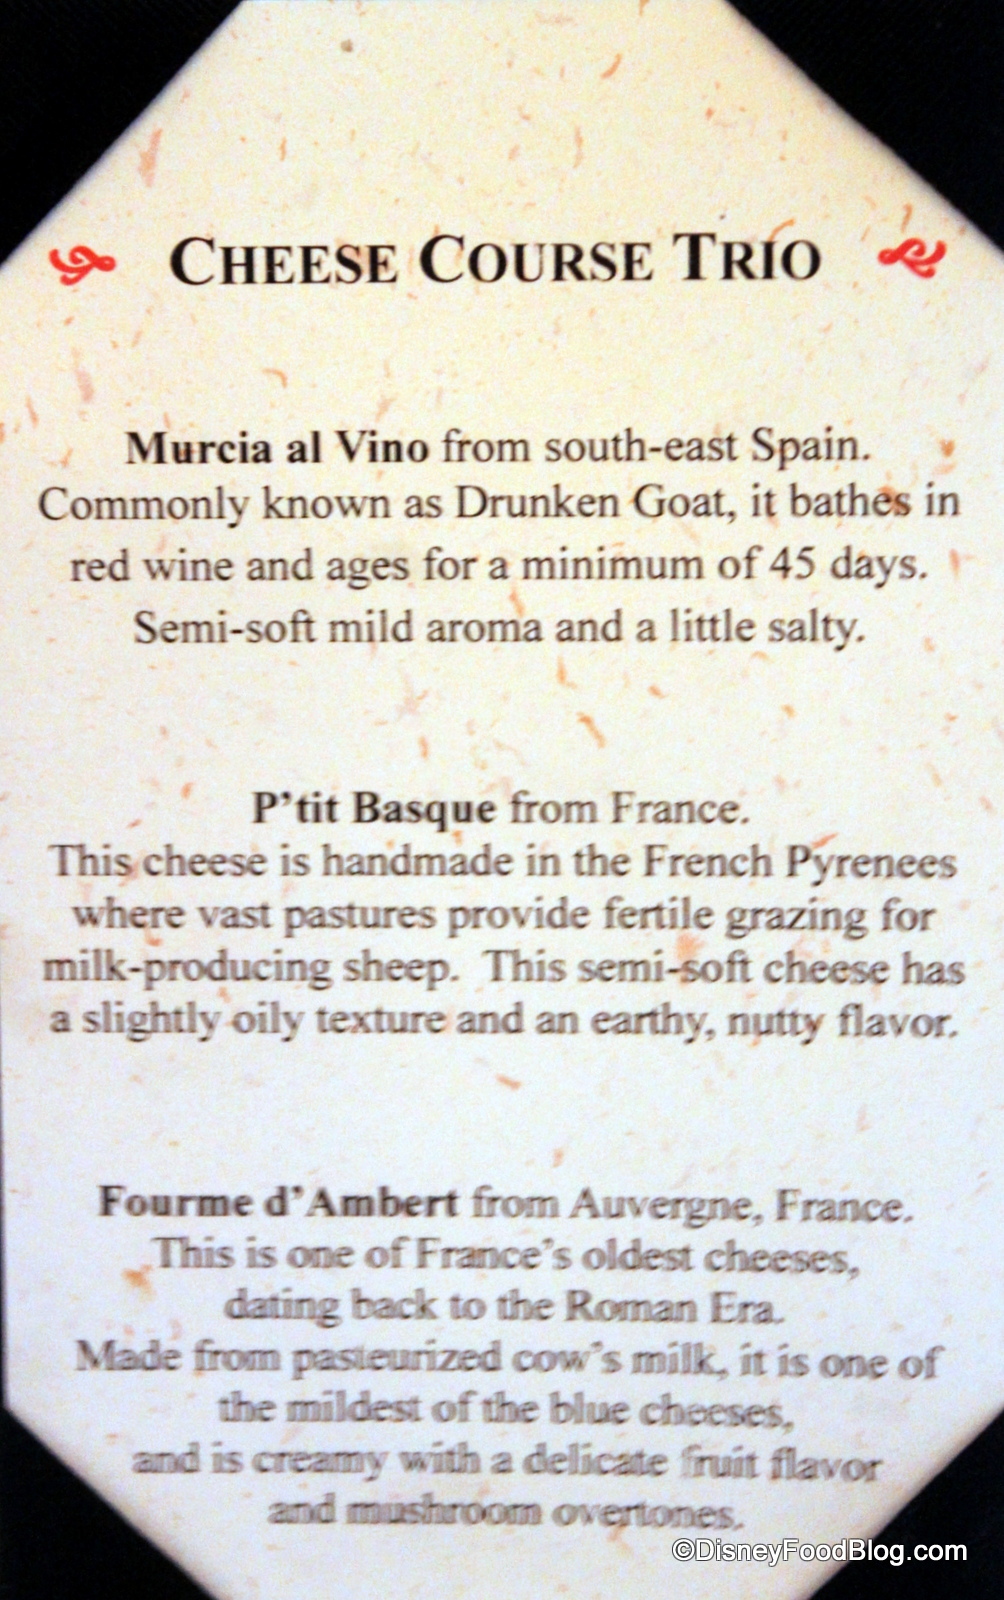 CHEESE COURSE TRIO
Murcia al Vino from south-east Spain.
Commonly known as Drunken Goat, it bathes in
red wine and ages for a minimum of 45 days.
Semi-soft mild aroma and a little salty.
P'tit Basque from France.
This cheese is handmade in the French Pyrenees
where vast pastures provide fertile grazing for
milk-producing sheep. This semi-soft cheese has
a slightly oily texture and an earthy, nutty flavor.
Fourme d'Ambert from Auvergne, France.
This is one of France's oldest cheeses,
dating back to the Roman Era.
Made from pasteurized cow's milk, it is one of
the mildest of the blue cheeses,
and is creamy with a delicate fruit flavor
and mushroom overtones.
©DisneyFoodBlog.com